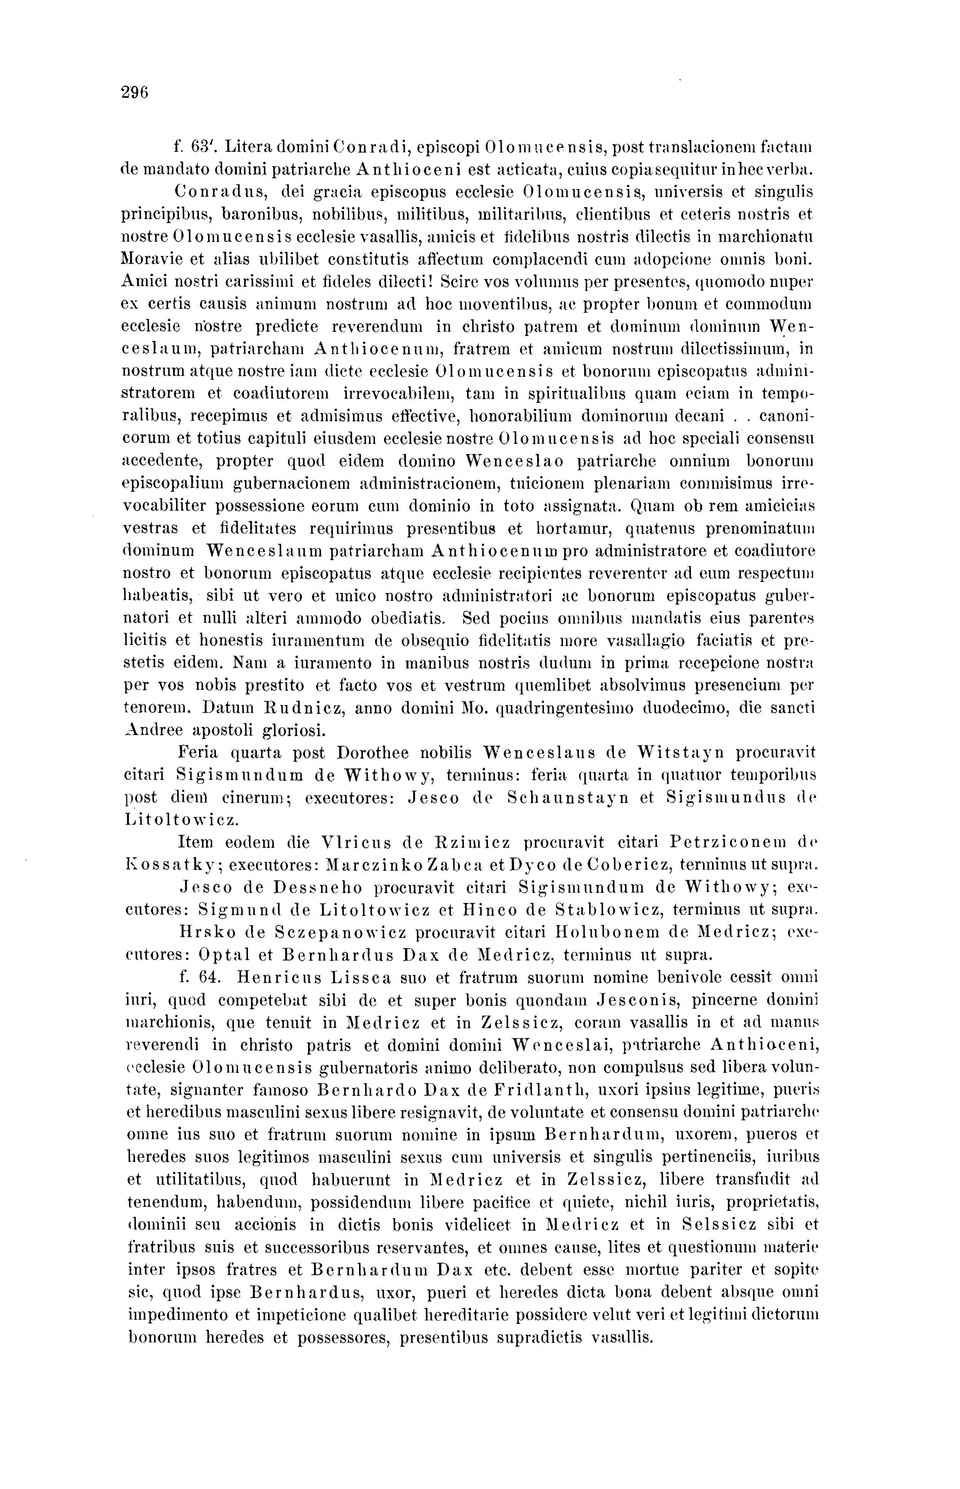 296
f. 63'. Litera domini Conradi, episcopi Olomucensis, post translacionem factam
de mandato domini patriarche Anthioceni est acticata, cuius copia sequitur in hec verba.
Conradus, dei gracia episcopus ecclesie Olomucensis, universis et singulis
principibus, baronibus, nobilibus, militibus, militaribus, clientibus et ceteris nostris et
nostre Olomucensis ecclesie vasallis, amicis et fidelibus nostris dilectis in marchionatu
Moravie et alias ubilibet constitutis affectum complacendi cum adopcione omnis boni.
Amici nostri carissimi et fideles dilecti! Scire vos volumus per presentes, quomodo nuper
ex certis causis animum nostrum ad hoc moventibus, ac propter bonum et commodum
ecclesie nostre predicte reverendum in christo patrem et dominum dominum Wen-
ceslaum, patriarcham Anthiocenum, fratrem et amicum nostrum dilectissimum, in
nostrum atque nostre iam dicte ecclesie Olomucensis et bonorum episcopatus admini-
stratorem et coadiutorem irrevocabilem, tam in spiritualibus quam eciam in tempo-
ralibus, recepimus et admisimus effective, honorabilium dominorum decani . . canoni-
corum et totius capituli eiusdem ecclesie nostre Olomucensis ad hoc speciali consensu
accedente, propter quod eidem domino Wenceslao patriarche omnium bonorum
episcopalium gubernacionem administracionem, tuicionem plenariam commisimus irre-
vocabiliter possessione eorum cum dominio in toto assignata. Quam ob rem amicicias
vestras et fidelitates requirimus presentibus et hortamur, quatenus prenominatum
dominum Wenceslaum patriarcham Anthiocenum pro administratore et coadiutore
nostro et bonorum episcopatus atque ecclesie recipientes reverenter ad eum respectum
habeatis, sibi ut vero et unico nostro administratori ac bonorum episcopatus guber-
natori et nulli alteri ammodo obediatis. Sed pocius omnibus mandatis eius parentes
licitis et honestis iuramentum de obsequio fidelitatis more vasallagio faciatis et pre-
stetis eidem. Nam a iuramento in manibus nostris dudum in prima recepcione nostra
per vos nobis prestito et facto vos et vestrum quemlibet absolvimus presencium per
tenorem. Datum Rudnicz, anno domini Mo. quadringentesimo duodecimo, die sancti
Andree apostoli gloriosi.
Feria quarta post Dorothee nobilis Wenceslaus de Witstayn procuravit
citari Sigismundum de Withowy, terminus: feria quarta in quatuor temporibus
post diem cinerum; executores: Jesco de Schaunstayn et Sigismundus de
Litoltowicz.
Item eodem die Vlricus de Rzimicz procuravit citari Petrziconem de
Kossatky; executores: Marczinko Zabca et Dyco de Cobericz, terminus ut supra.
Jesco de Dessneho procuravit citari Sigismundum de Withowy; exe-
cutores: Sigmund de Litoltowicz et Hinco de Stablowicz, terminus ut supra.
Hrsko de Sczepanowicz procuravit citari Holubonem de Medricz; exe-
cutores: Optal et Bernhardus Dax de Medricz, terminus ut supra.
f. 64. Henricus Lissca suo et fratrum suorum nomine benivole cessit omni
iuri, quod competebat sibi de et super bonis quondam Jesconis, pincerne domini
marchionis, que tenuit in Medricz et in Zelssicz, coram vasallis in et ad manus
reverendi in christo patris et domini domini Wenceslai, patriarche Anthioceni,
ecclesie Olomucensis gubernatoris animo deliberato, non compulsus sed libera volun-
tate, signanter famoso Bernhardo Dax de Fridlanth, uxori ipsius legitime, pueris
et heredibus masculini sexus libere resignavit, de voluntate et consensu domini patriarche
omne ius suo et fratrum suorum nomine in ipsum Bernhardum, uxorem, pueros et
heredes suos legitimos masculini sexus cum universis et singulis pertinenciis, iuribus
et utilitatibus, quod habuerunt in Medricz et in Zelssicz, libere transfudit ad
tenendum, habendum, possidendum libere pacifice et quiete, nichil iuris, proprietatis,
dominii seu accionis in dictis bonis videlicet in Medricz et in Selssicz sibi et
fratribus suis et successoribus reservantes, et omnes cause, lites et questionum materie
inter ipsos fratres et Bernhardum Dax etc. debent esse mortue pariter et sopite
sic, quod ipse Bernhardus, uxor, pueri et heredes dicta bona debent absque omni
impedimento et impeticione qualibet hereditarie possidere velut veri et legitimi dictorum
bonorum heredes et possessores, presentibus supradictis vasallis.